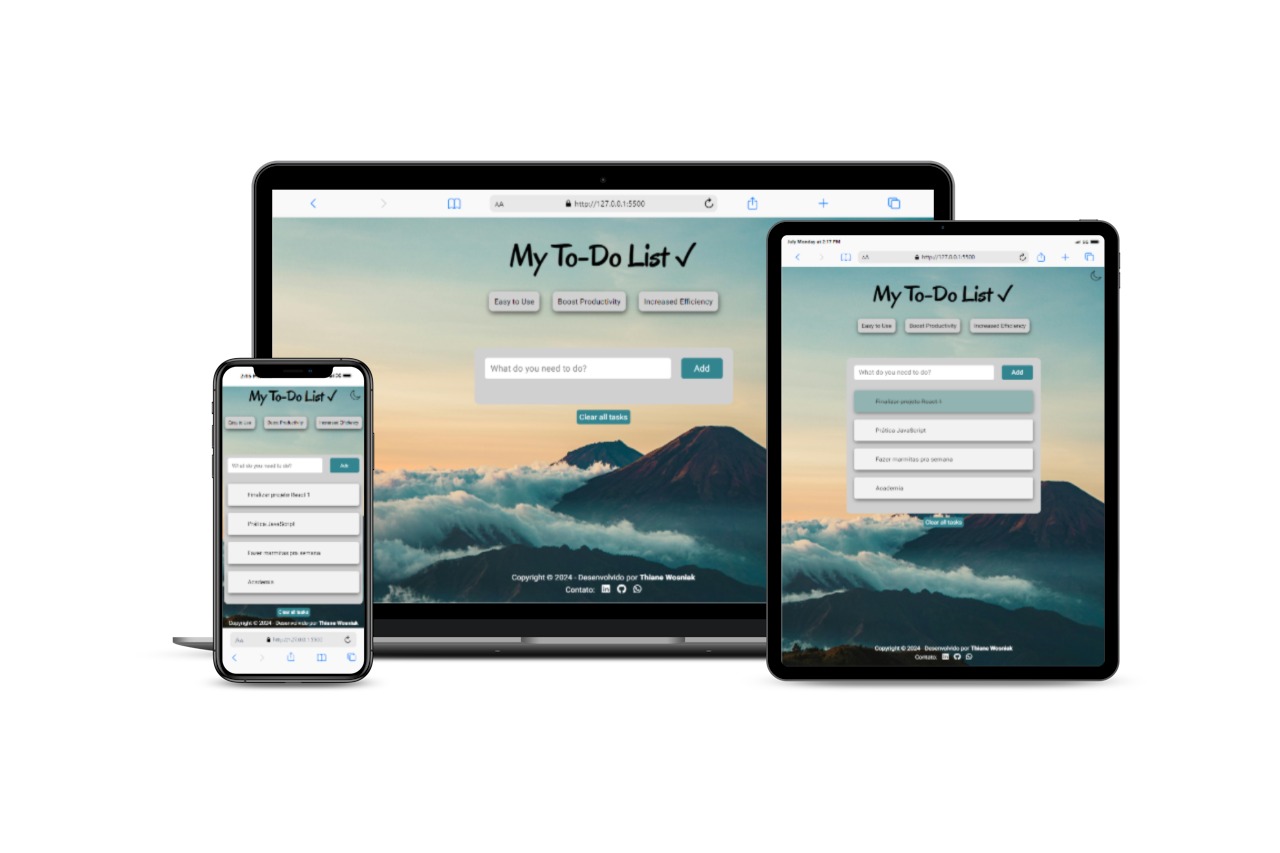 AA http://127.0.0.1:5500
My To-Do List ✓
Easy to Use Boost Productivity Increased Efficiency
What do you need to do? Add
Clear all tasks
Copyright © 2024 - Desenvolvido por Thiane Wosniak
Contato:
July Monday at 2:17 PM 5G
AA http://127.0.0.1:5500
My To-Do List ✓
Easy to Use Boost Productivity Increased Efficiency
What do you need to do? Add
Finalizar projeto React 1
Prática JavaScript
Fazer marmitas pra semana
Academia
Clear all tasks
Copyright © 2024 - Desenvolvido por Thiane Wosniak
Contato:
My To-Do List ✓
Easy to Use Boost Productivity Increased Efficiency
What do you need to do? Add
Finalizar projeto React 1
Prática JavaScript
Fazer marmitas pra semana
Academia
Clear all tasks
Copyright © 2024 - Desenvolvido por Thiane Wosniak
AA http://127.0.0.1:5500